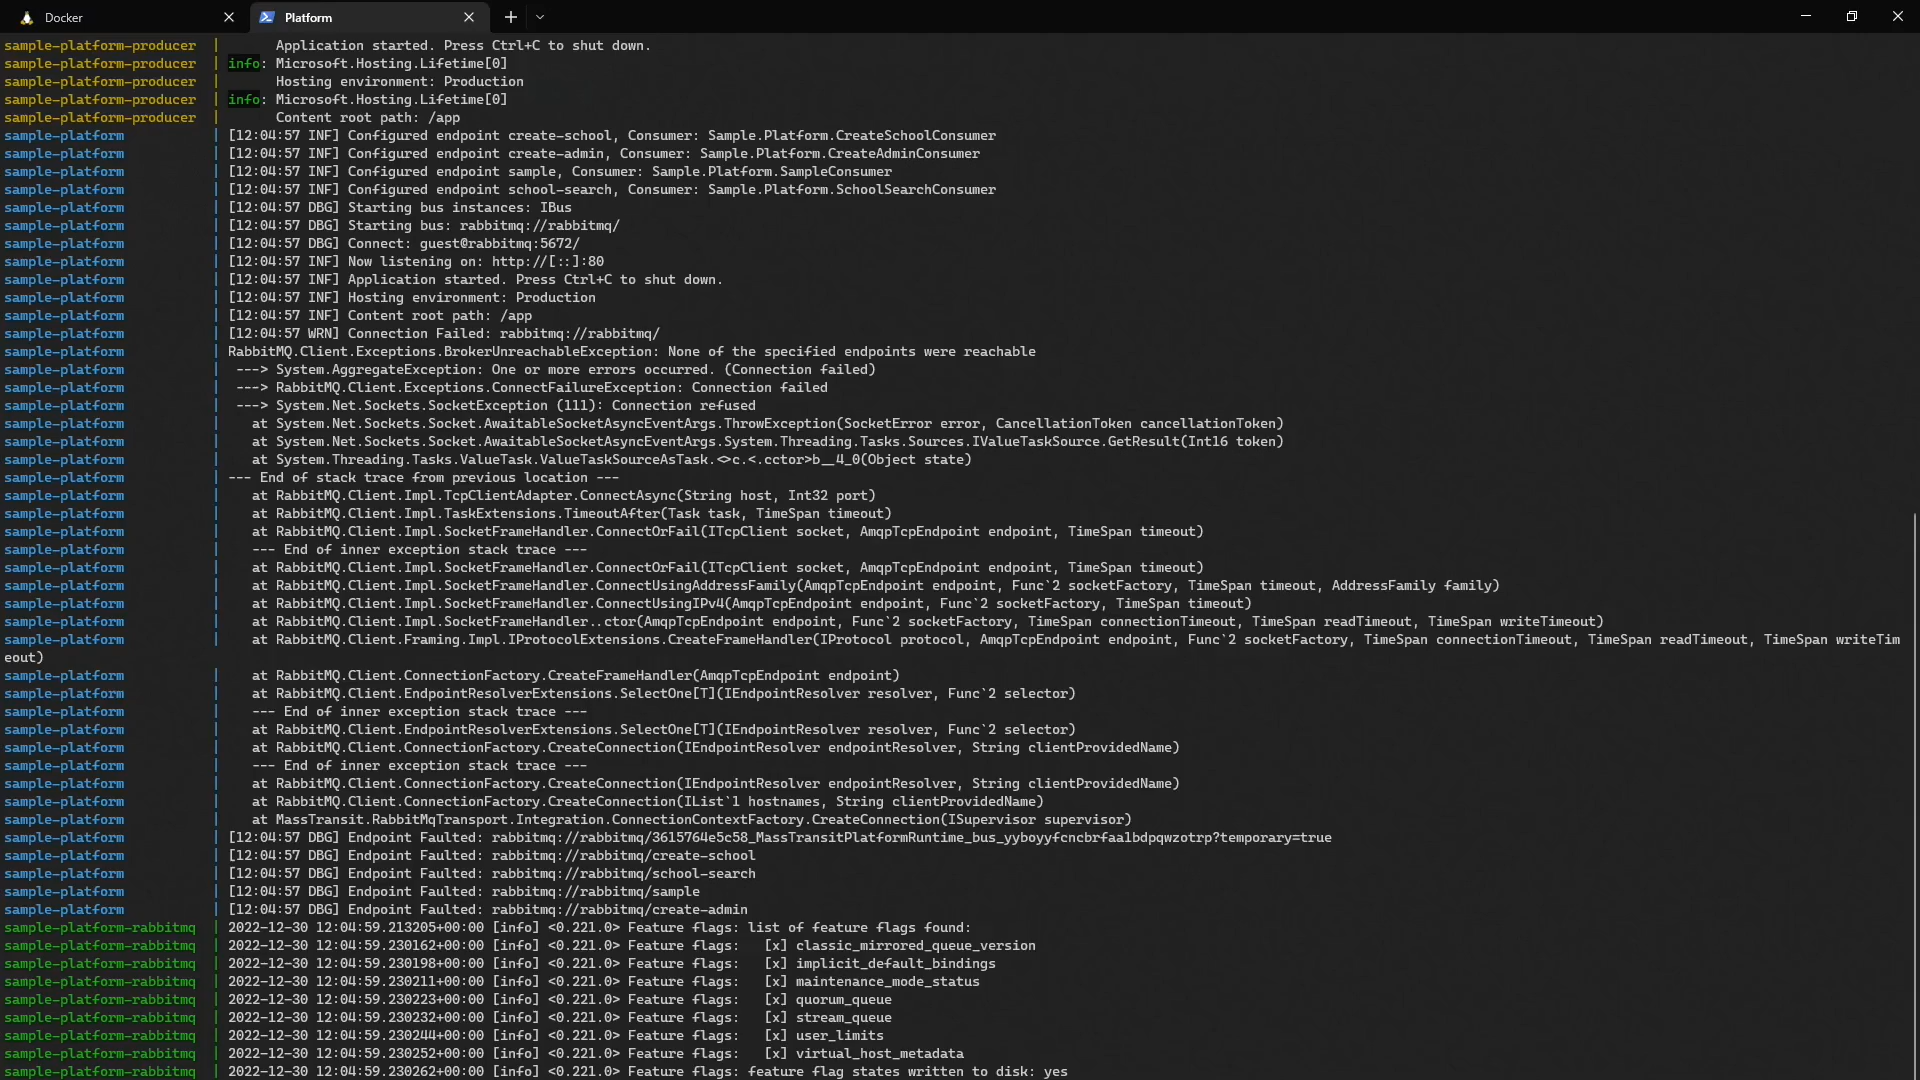 Docker
Platform
sample-platform-producer | Application started. Press Ctrl+C to shut down.
sample-platform-producer | info: Microsoft.Hosting.Lifetime[0]
sample-platform-producer | Hosting environment: Production
sample-platform-producer | info: Microsoft.Hosting.Lifetime[0]
sample-platform-producer | Content root path: /app
sample-platform | [12:04:57 INF] Configured endpoint create-school, Consumer: Sample.Platform.CreateSchoolConsumer
sample-platform | [12:04:57 INF] Configured endpoint create-admin, Consumer: Sample.Platform.CreateAdminConsumer
sample-platform | [12:04:57 INF] Configured endpoint sample, Consumer: Sample.Platform.SampleConsumer
sample-platform | [12:04:57 INF] Configured endpoint school-search, Consumer: Sample.Platform.SchoolSearchConsumer
sample-platform | [12:04:57 DBG] Starting bus instances: IBus
sample-platform | [12:04:57 DBG] Starting bus: rabbitmq://rabbitmq/
sample-platform | [12:04:57 DBG] Connect: guest@rabbitmq:5672/
sample-platform | [12:04:57 INF] Now listening on: http://[::]:80
sample-platform | [12:04:57 INF] Application started. Press Ctrl+C to shut down.
sample-platform | [12:04:57 INF] Hosting environment: Production
sample-platform | [12:04:57 INF] Content root path: /app
sample-platform | [12:04:57 WRN] Connection Failed: rabbitmq://rabbitmq/
sample-platform | RabbitMQ.Client.Exceptions.BrokerUnreachableException: None of the specified endpoints were reachable
sample-platform | ---> System.AggregateException: One or more errors occurred. (Connection failed)
sample-platform | ---> RabbitMQ.Client.Exceptions.ConnectFailureException: Connection failed
sample-platform | ---> System.Net.Sockets.SocketException (111): Connection refused
sample-platform | at System.Net.Sockets.Socket.AwaitableSocketAsyncEventArgs.ThrowException(SocketError error, CancellationToken cancellationToken)
sample-platform | at System.Net.Sockets.Socket.AwaitableSocketAsyncEventArgs.System.Threading.Tasks.Sources.IValueTaskSource.GetResult(Int16 token)
sample-platform | at System.Threading.Tasks.ValueTask.ValueTaskSourceAsTask.<>c.<.cctor>b__4_0(Object state)
sample-platform | --- End of stack trace from previous location ---
sample-platform | at RabbitMQ.Client.Impl.TcpClientAdapter.ConnectAsync(String host, Int32 port)
sample-platform | at RabbitMQ.Client.Impl.TaskExtensions.TimeoutAfter(Task task, TimeSpan timeout)
sample-platform | at RabbitMQ.Client.Impl.SocketFrameHandler.ConnectOrFail(ITcpClient socket, AmqpTcpEndpoint endpoint, TimeSpan timeout)
sample-platform | --- End of inner exception stack trace ---
sample-platform | at RabbitMQ.Client.Impl.SocketFrameHandler.ConnectOrFail(ITcpClient socket, AmqpTcpEndpoint endpoint, TimeSpan timeout)
sample-platform | at RabbitMQ.Client.Impl.SocketFrameHandler.ConnectUsingAddressFamily(AmqpTcpEndpoint endpoint, Func`2 socketFactory, TimeSpan timeout, AddressFamily family)
sample-platform | at RabbitMQ.Client.Impl.SocketFrameHandler.ConnectUsingIPv4(AmqpTcpEndpoint endpoint, Func`2 socketFactory, TimeSpan timeout)
sample-platform | at RabbitMQ.Client.Impl.SocketFrameHandler..ctor(AmqpTcpEndpoint endpoint, Func`2 socketFactory, TimeSpan connectionTimeout, TimeSpan readTimeout, TimeSpan writeTimeout)
sample-platform | at RabbitMQ.Client.Framing.Impl.IProtocolExtensions.CreateFrameHandler(IProtocol protocol, AmqpTcpEndpoint endpoint, Func`2 socketFactory, TimeSpan connectionTimeout, TimeSpan readTimeout, TimeSpan writeTim
eout)
sample-platform | at RabbitMQ.Client.ConnectionFactory.CreateFrameHandler(AmqpTcpEndpoint endpoint)
sample-platform | at RabbitMQ.Client.EndpointResolverExtensions.SelectOne[T](IEndpointResolver resolver, Func`2 selector)
sample-platform | --- End of inner exception stack trace ---
sample-platform | at RabbitMQ.Client.EndpointResolverExtensions.SelectOne[T](IEndpointResolver resolver, Func`2 selector)
sample-platform | at RabbitMQ.Client.ConnectionFactory.CreateConnection(IEndpointResolver endpointResolver, String clientProvidedName)
sample-platform | --- End of inner exception stack trace ---
sample-platform | at RabbitMQ.Client.ConnectionFactory.CreateConnection(IEndpointResolver endpointResolver, String clientProvidedName)
sample-platform | at RabbitMQ.Client.ConnectionFactory.CreateConnection(IList`1 hostnames, String clientProvidedName)
sample-platform | at MassTransit.RabbitMqTransport.Integration.ConnectionContextFactory.CreateConnection(ISupervisor supervisor)
sample-platform | [12:04:57 DBG] Endpoint Faulted: rabbitmq://rabbitmq/3615764e5c58_MassTransitPlatformRuntime_bus_yyboyyfcncbrfaa1bdpqwzotrp?temporary=true
sample-platform | [12:04:57 DBG] Endpoint Faulted: rabbitmq://rabbitmq/create-school
sample-platform | [12:04:57 DBG] Endpoint Faulted: rabbitmq://rabbitmq/school-search
sample-platform | [12:04:57 DBG] Endpoint Faulted: rabbitmq://rabbitmq/sample
sample-platform | [12:04:57 DBG] Endpoint Faulted: rabbitmq://rabbitmq/create-admin
sample-platform-rabbitmq | 2022-12-30 12:04:59.213205+00:00 [info] <0.221.0> Feature flags: list of feature flags found:
sample-platform-rabbitmq | 2022-12-30 12:04:59.230162+00:00 [info] <0.221.0> Feature flags: [x] classic_mirrored_queue_version
sample-platform-rabbitmq | 2022-12-30 12:04:59.230198+00:00 [info] <0.221.0> Feature flags: [x] implicit_default_bindings
sample-platform-rabbitmq | 2022-12-30 12:04:59.230211+00:00 [info] <0.221.0> Feature flags: [x] maintenance_mode_status
sample-platform-rabbitmq | 2022-12-30 12:04:59.230223+00:00 [info] <0.221.0> Feature flags: [x] quorum_queue
sample-platform-rabbitmq | 2022-12-30 12:04:59.230232+00:00 [info] <0.221.0> Feature flags: [x] stream_queue
sample-platform-rabbitmq | 2022-12-30 12:04:59.230244+00:00 [info] <0.221.0> Feature flags: [x] user_limits
sample-platform-rabbitmq | 2022-12-30 12:04:59.230252+00:00 [info] <0.221.0> Feature flags: [x] virtual_host_metadata
sample-platform-rabbitmq | 2022-12-30 12:04:59.230262+00:00 [info] <0.221.0> Feature flags: feature flag states written to disk: yes